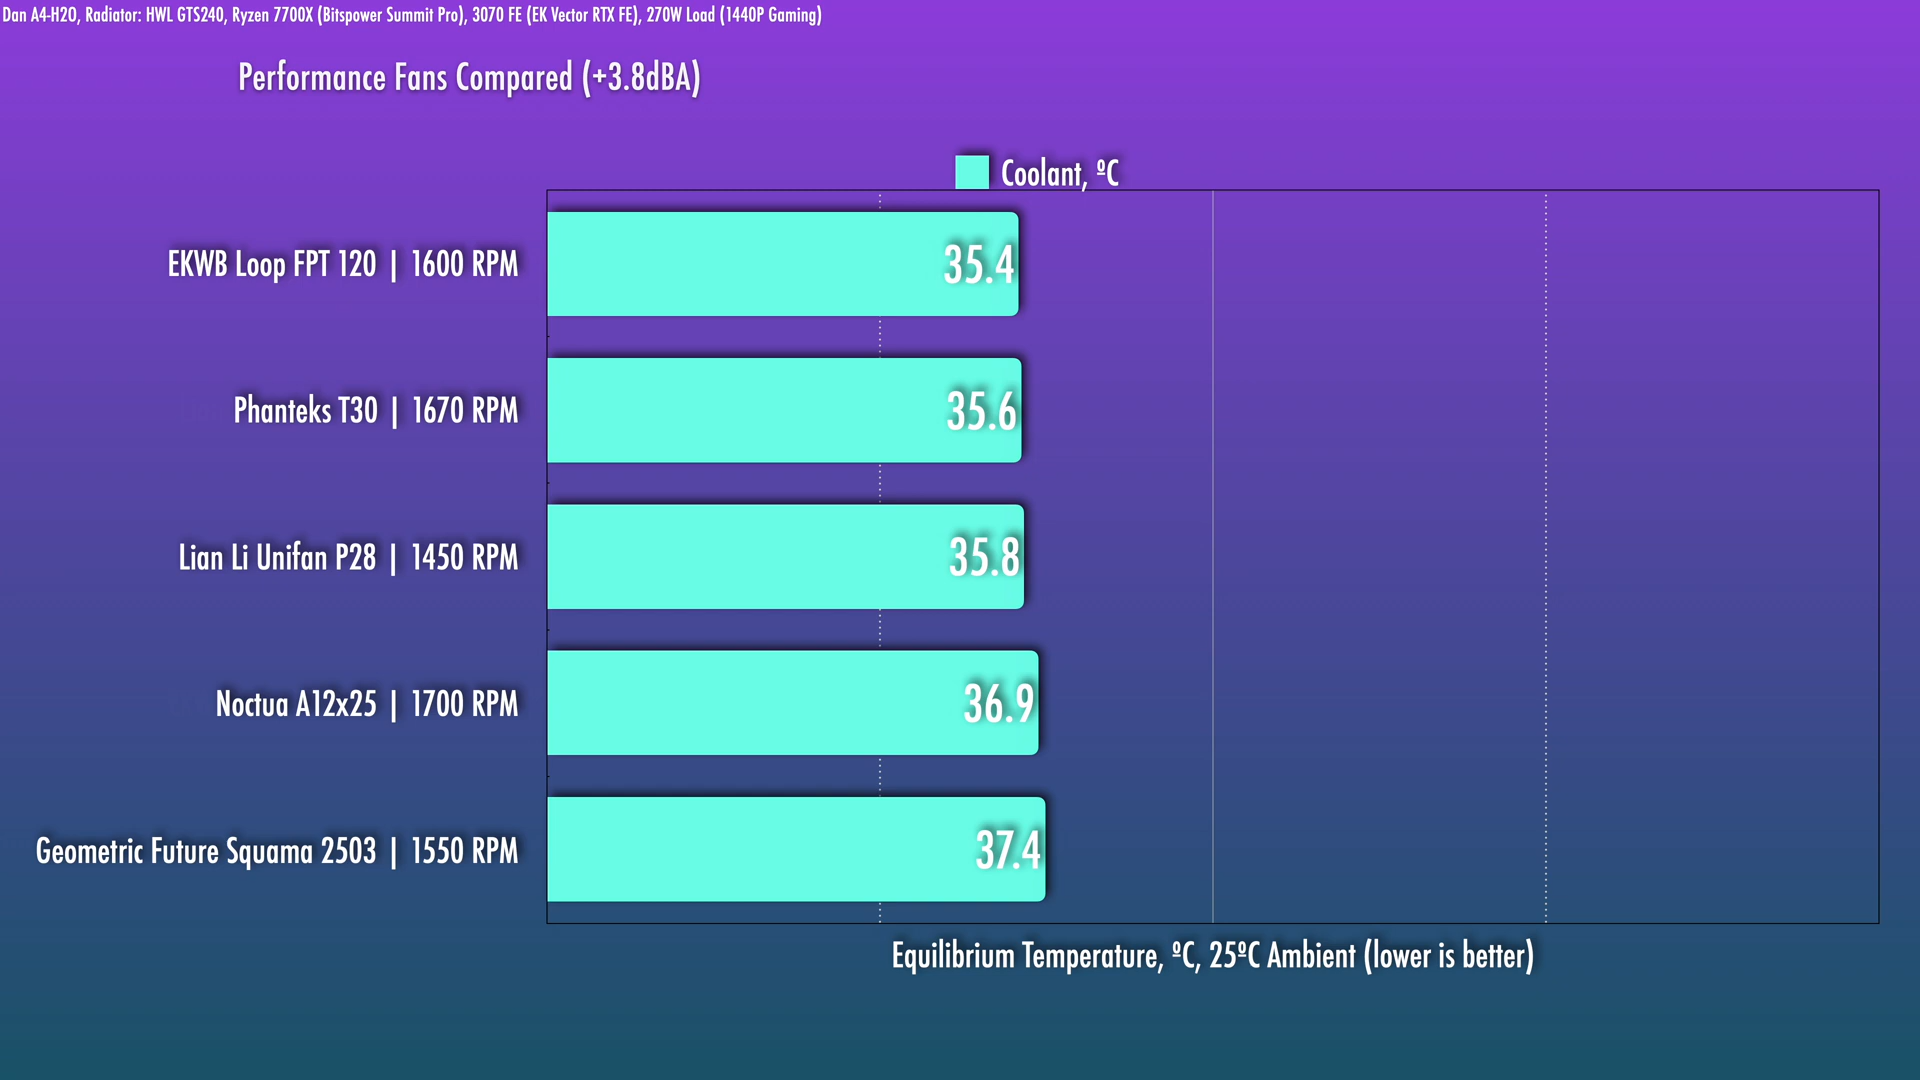 Dan A4-H2O, Radiator: HWL GTS240, Ryzen 7700X (Bitspower Summit Pro), 3070 FE (EK Vector RTX FE), 270W Load (1440P Gaming)
Performance Fans Compared (+3.8dBA)
Coolant, ºC
EKWB Loop FPT 120 | 1600 RPM
35.4
Phanteks T30 | 1670 RPM
35.6
Lian Li Unifan P28 | 1450 RPM
35.8
Noctua A12x25 | 1700 RPM
36.9
Geometric Future Squama 2503 | 1550 RPM
37.4
Equilibrium Temperature, ºC, 25ºC Ambient (lower is better)